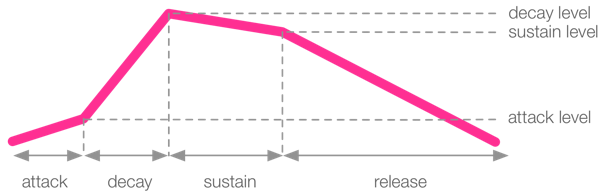 decay level
sustain level
attack level
attack decay sustain release